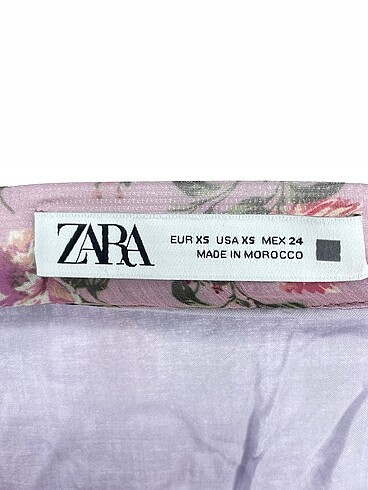 ZARA
EUR XS USA XS MEX 24
MADE IN MOROCCO